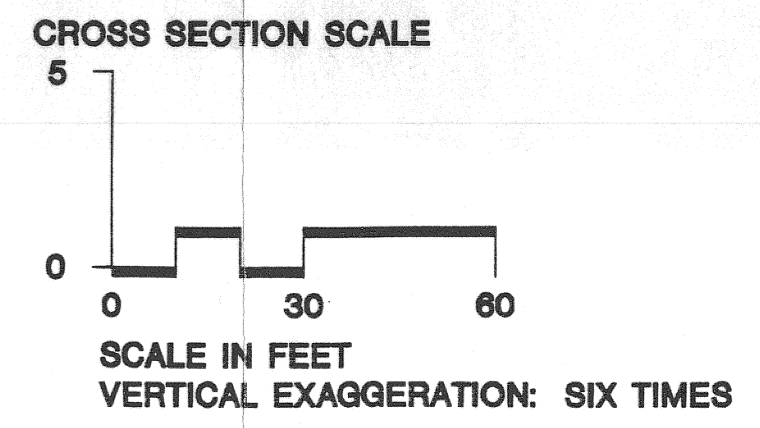 CROSS SECTION SCALE
5
0
0 30 60
SCALE IN FEET
VERTICAL EXAGGERATION: SIX TIMES